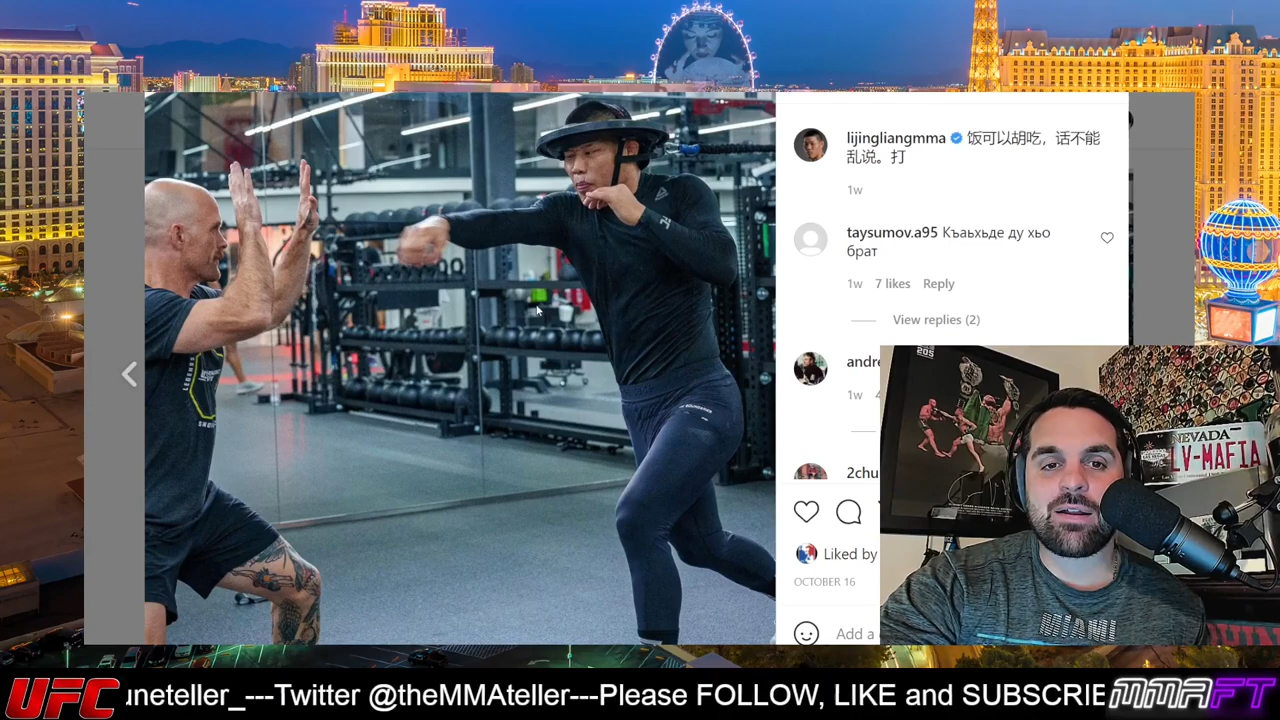 lijingliangmma 饭可以胡吃，话不能
乱说。打
1w
taysumov.a95 Къаьхьде ду хьо
брат
1w 7 likes Reply
View replies (2)
andre
1w
205
NEVADA
LV-MAFIA
2chu
Liked by
OCTOBER 16
MIAMI
Add a
UFC uneteller_---Twitter @theMMAteller---Please FOLLOW, LIKE and SUBSCRIBE MMAFT